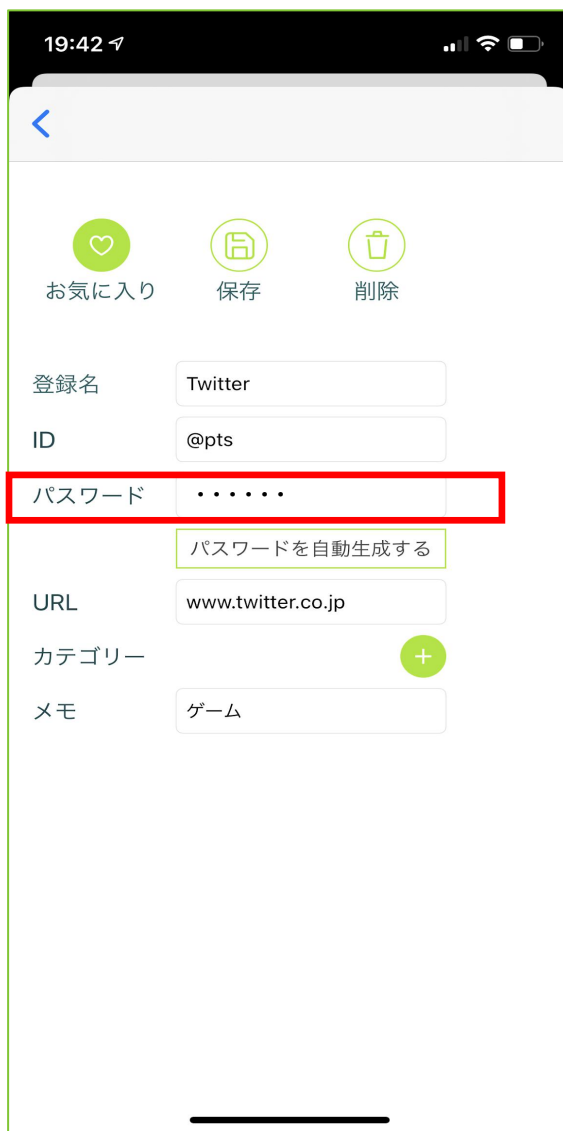 19:42
お気に入り 保存 削除
登録名 Twitter
ID @pts
パスワード ・・・・・・
パスワードを自動生成する
URL www.twitter.co.jp
カテゴリー +
メモ ゲーム